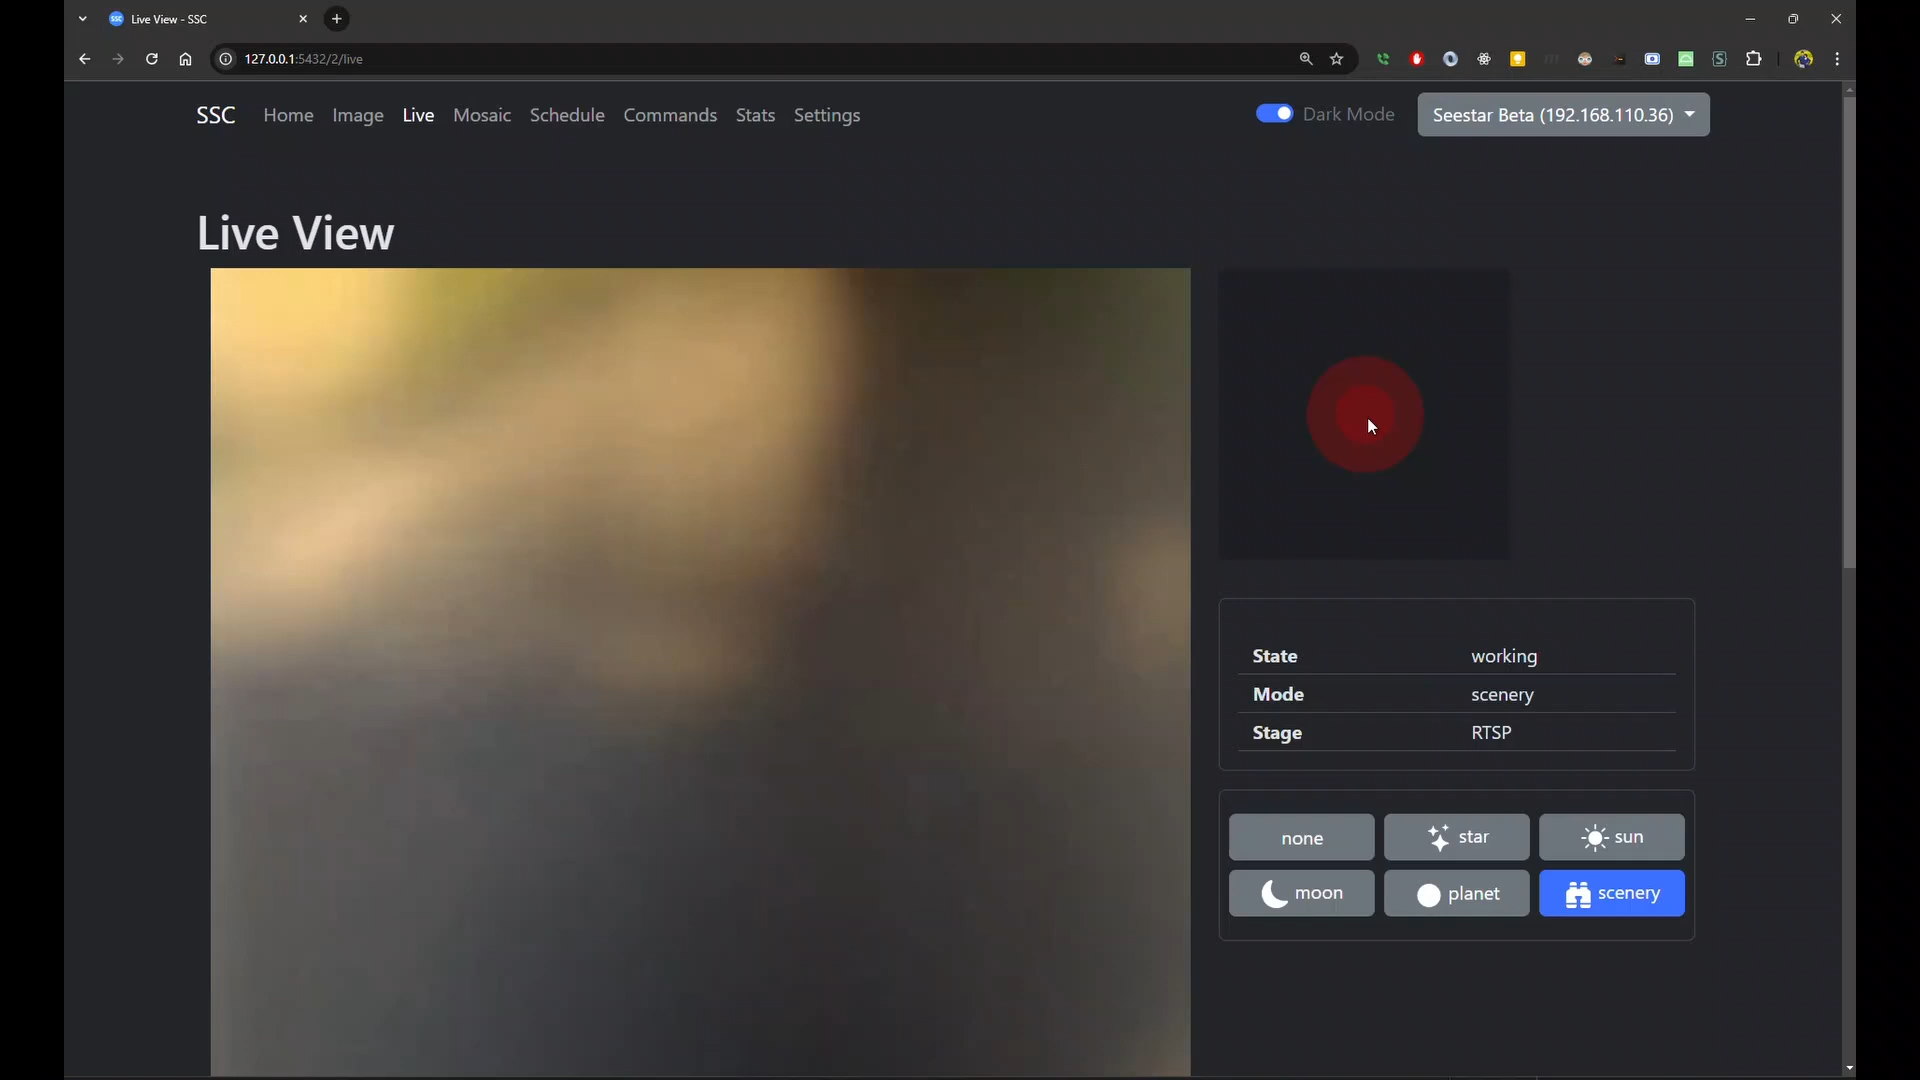 Live View - SSC
127.0.0.1:5432/2/live
SSC Home Image Live Mosaic Schedule Commands Stats Settings Dark Mode Seestar Beta (192.168.110.36)
Live View
State working
Mode scenery
Stage RTSP
none star sun
moon planet scenery